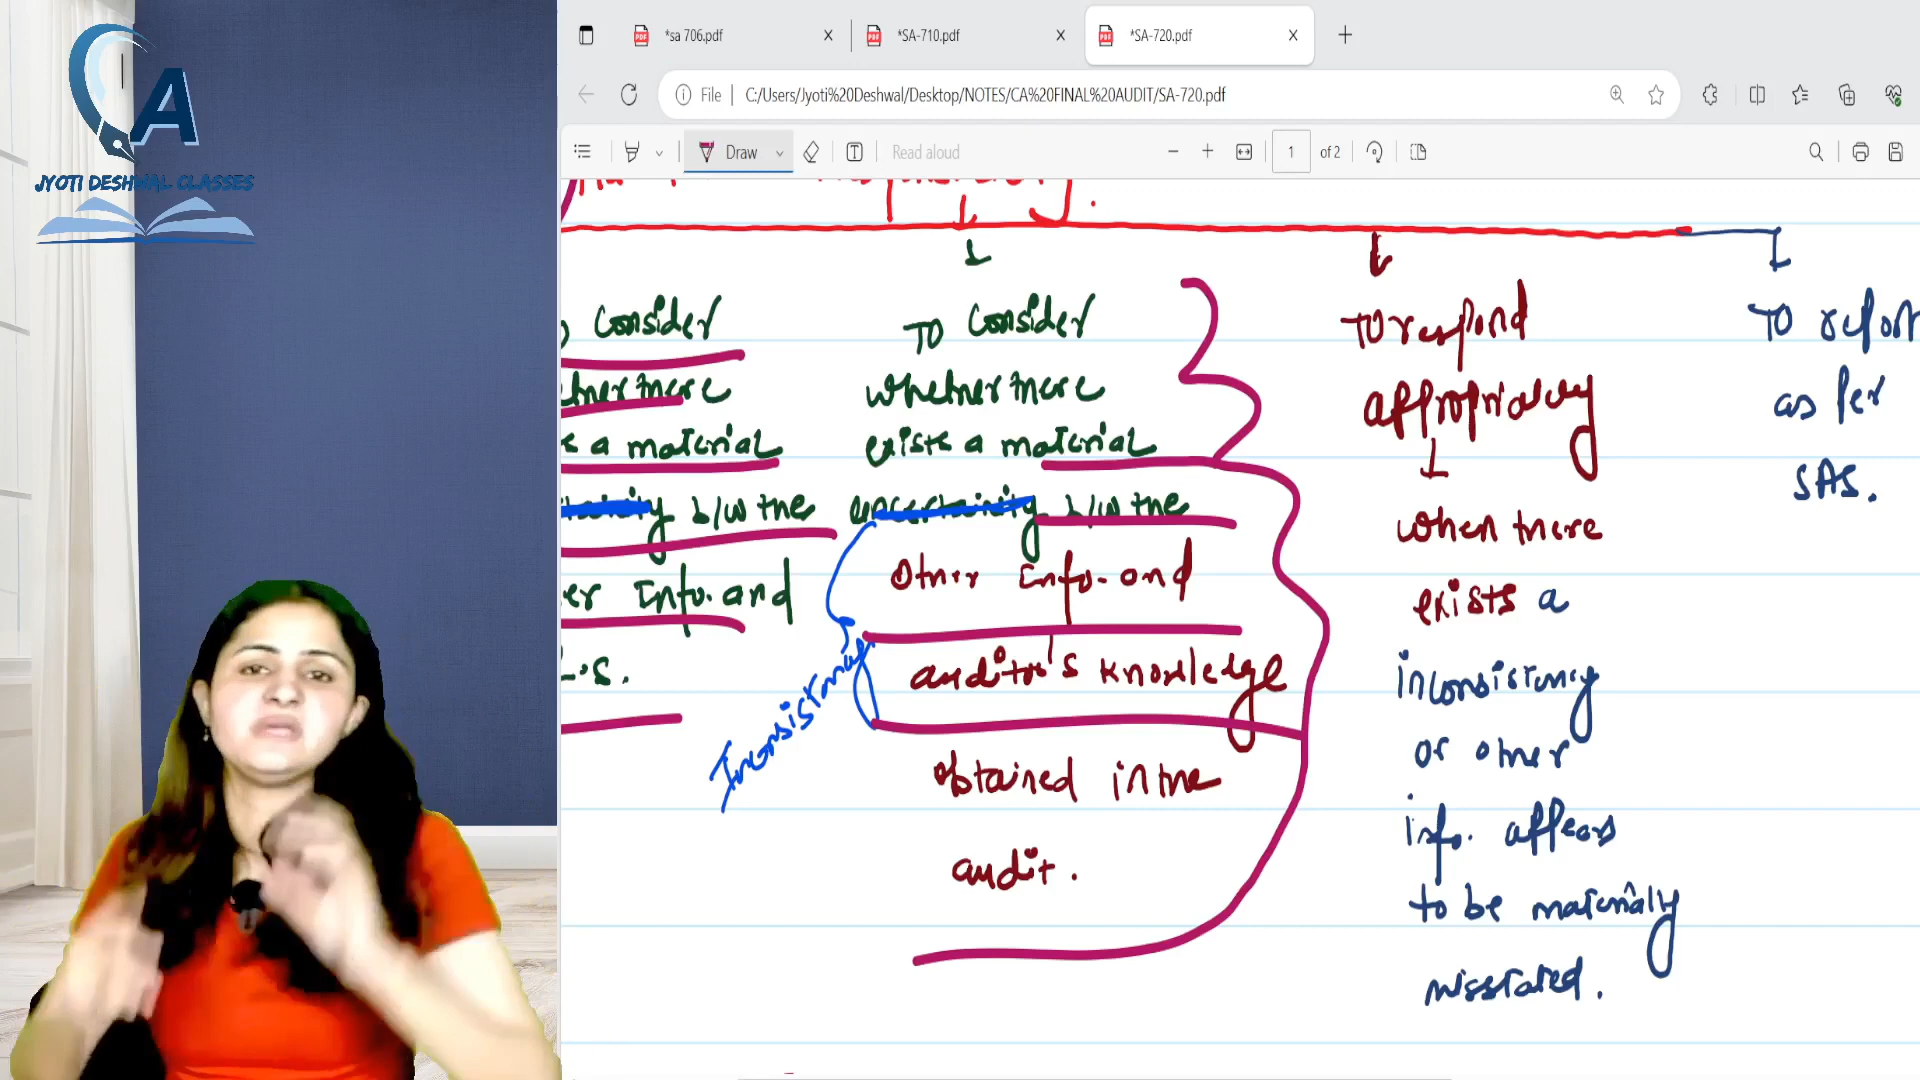 *sa 706.pdf
*SA-710.pdf
*SA-720.pdf
File
C:/Users/Jyoti%20Deshwal/Desktop/NOTES/CA%20FINAL%20AUDIT/SA-720.pdf
Draw
Read aloud
1
of 2
A
JYOTI DESHWAL CLASSES
consider
there
a material
b/w the
Info. and
TO consider
whether there
exists a material
uncertainity b/w the
Other Info. and
auditor's knowledge
obtained in the
audit.
Inconsistancy
TO respond
appropriately
when there
exists a
inconsistency
or other
info. appears
to be materially
misstated.
TO report
as per
SAS.